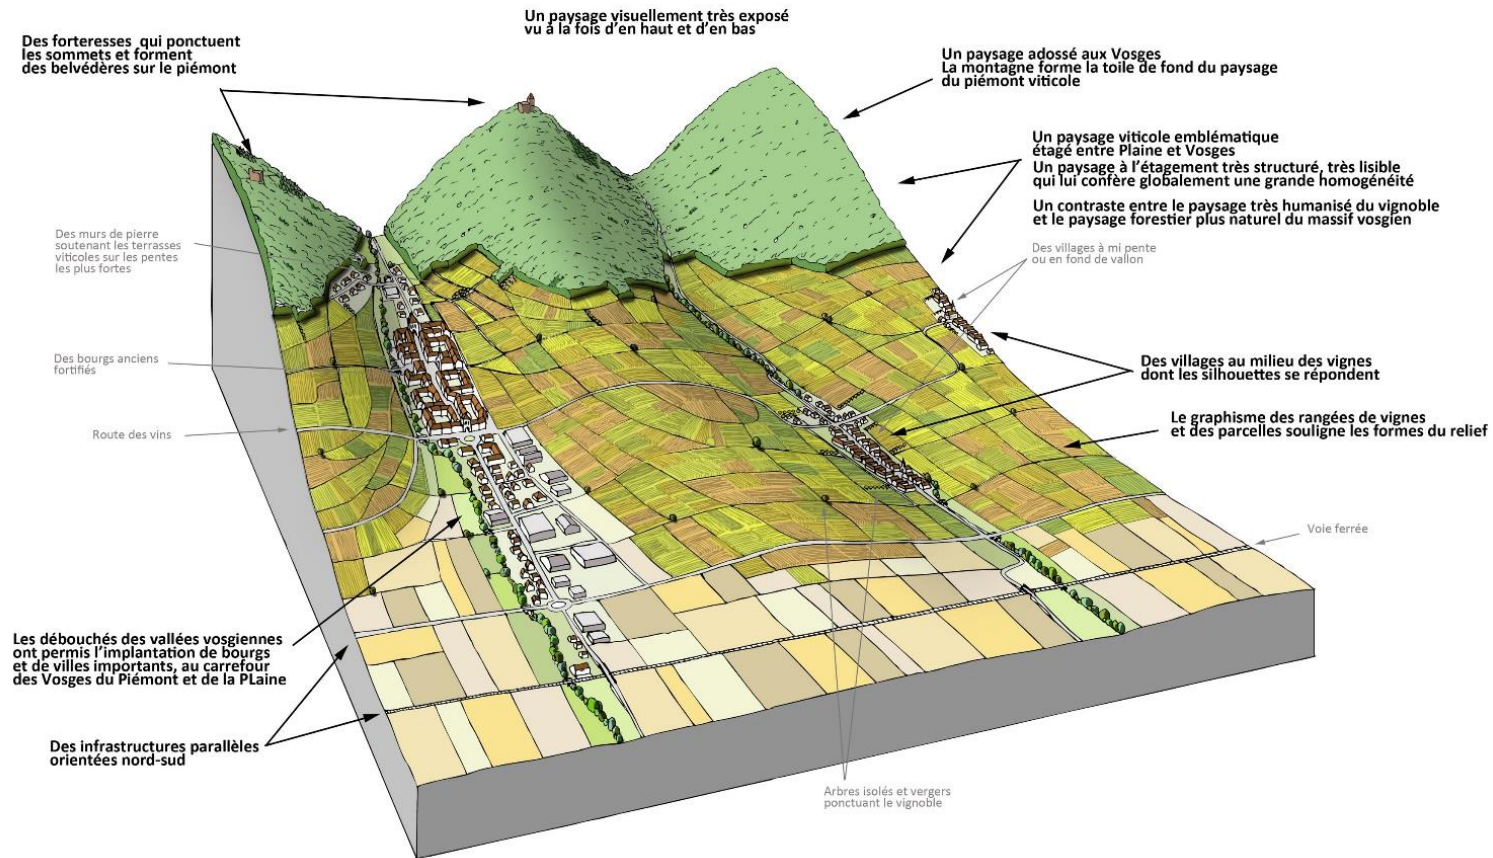 Un paysage visuellement très exposé
vu à la fois d'en haut et d'en bas
Des forteresses qui ponctuent
les sommets et forment
des belvédères sur le piémont
Un paysage adossé aux Vosges
La montagne forme la toile de fond du paysage
du piémont viticole
Un paysage viticole emblématique
étagé entre Plaine et Vosges
Un paysage à l'étagement très structuré, très lisible
qui lui confère globalement une grande homogénéité
Un contraste entre le paysage très humanisé du vignoble
et le paysage forestier plus naturel du massif vosgien
Des murs de pierre
soutenant les terrasses
viticoles sur les pentes
les plus fortes
Des villages à mi pente
ou en fond de vallon
Des bourgs anciens
fortifiés
Des villages au milieu des vignes
dont les silhouettes se répondent
Route des vins
Le graphisme des rangées de vignes
et des parcelles souligne les formes du relief
Voie ferrée
Les débouchés des vallées vosgiennes
ont permis l'implantation de bourgs
et de villes importants, au carrefour
des Vosges du Piémont et de la PLaine
Des infrastructures parallèles
orientées nord-sud
Arbres isolés et vergers
ponctuant le vignoble